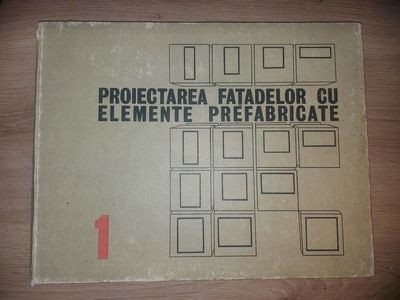 PROIECTAREA FATADELOR CU
ELEMENTE PREFABRICATE
1